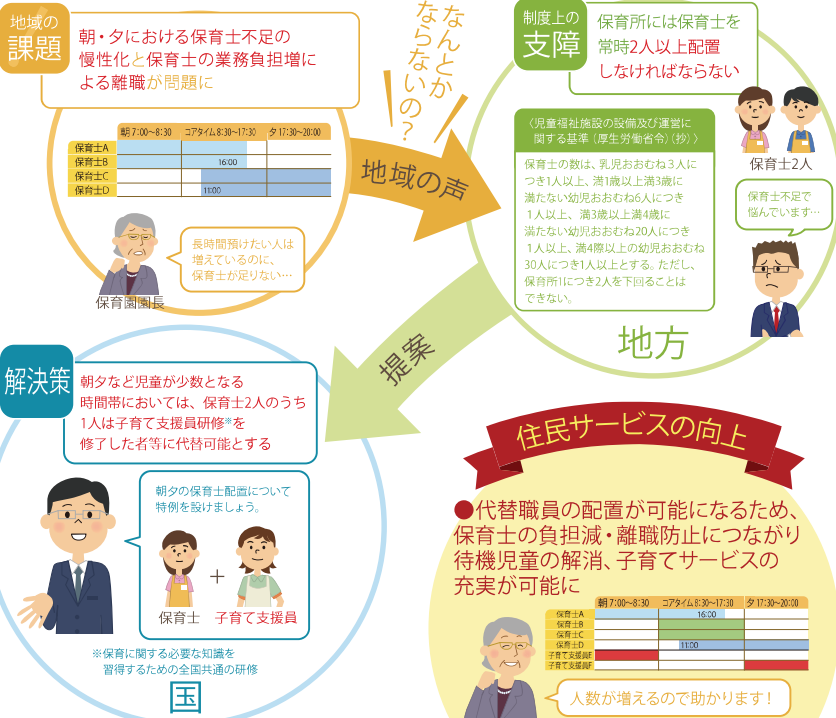 地域の
課題
朝・夕における保育士不足の
慢性化と保育士の業務負担増に
よる離職が問題に
朝 7:00～8:30 コアタイム 8:30～17:30 夕 17:30～20:00
保育士A
保育士B 16:00
保育士C
保育士D 11:00
長時間預けたい人は
増えているのに、
保育士が足りない…
保育園園長
なんとか
ならないの？
地域の声
制度上の
支障
保育所には保育士を
常時2人以上配置
しなければならない
〈児童福祉施設の設備及び運営に
関する基準（厚生労働省令）（抄）〉
保育士の数は、乳児おおむね３人に
つき1人以上、満1歳以上満3歳に
満たない幼児おおむね6人につき
１人以上、満3歳以上満4歳に
満たない幼児おおむね20人につき
１人以上、満4際以上の幼児おおむね
30人につき1人以上とする。ただし、
保育所1につき2人を下回ることは
できない。
保育士2人
保育士不足で
悩んでいます…
地方
提案
解決策
朝夕など児童が少数となる
時間帯においては、保育士2人のうち
1人は子育て支援員研修※を
修了した者等に代替可能とする
朝夕の保育士配置について
特例を設けましょう。
＋
保育士 子育て支援員
※保育に関する必要な知識を
習得するための全国共通の研修
国
住民サービスの向上
●代替職員の配置が可能になるため、
保育士の負担減・離職防止につながり
待機児童の解消、子育てサービスの
充実が可能に
朝 7:00～8:30 コアタイム 8:30～17:30 夕 17:30～20:00
保育士A 16:00
保育士B
保育士C
保育士D 11:00
子育て支援員E
子育て支援員F
人数が増えるので助かります！